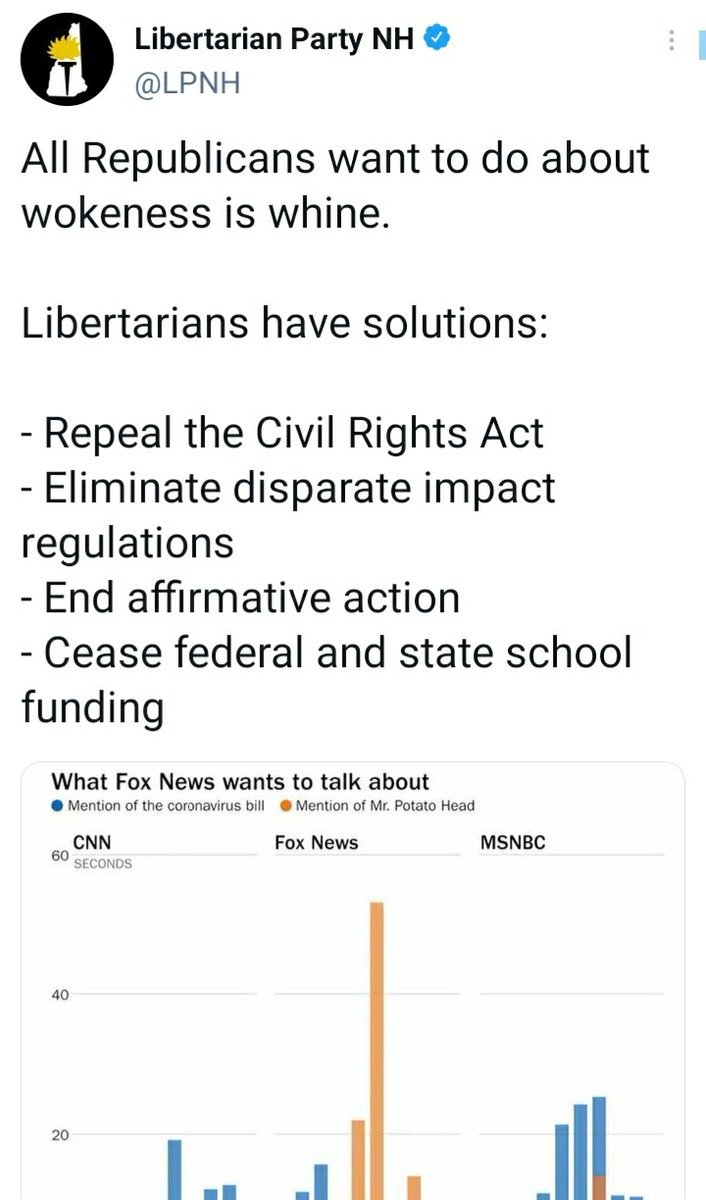 Libertarian Party NH
@LPNH
All Republicans want to do about
wokeness is whine.
Libertarians have solutions:
- Repeal the Civil Rights Act
- Eliminate disparate impact
regulations
- End affirmative action
- Cease federal and state school
funding
What Fox News wants to talk about
Mention of the coronavirus bill Mention of Mr. Potato Head
CNN Fox News MSNBC
60 SECONDS
40
20